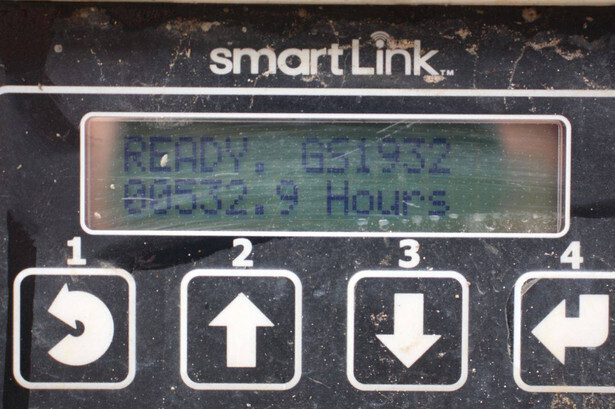 smartLink™
READY. GS1932
00532.9 Hours
1 2 3 4